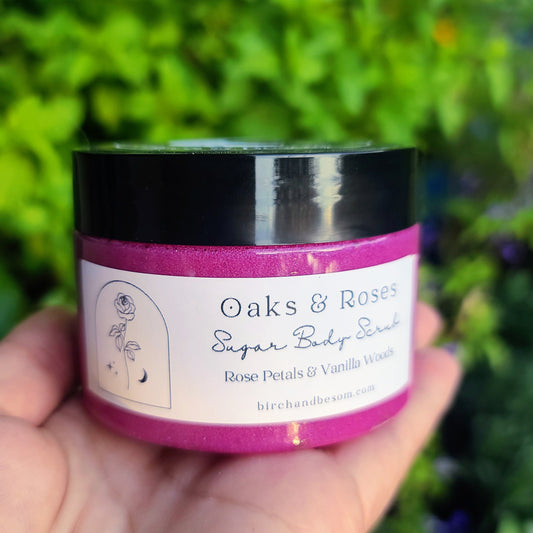 Oaks & Roses
Sugar Body Scrub
Rose Petals & Vanilla Woods
birchandbesom.com